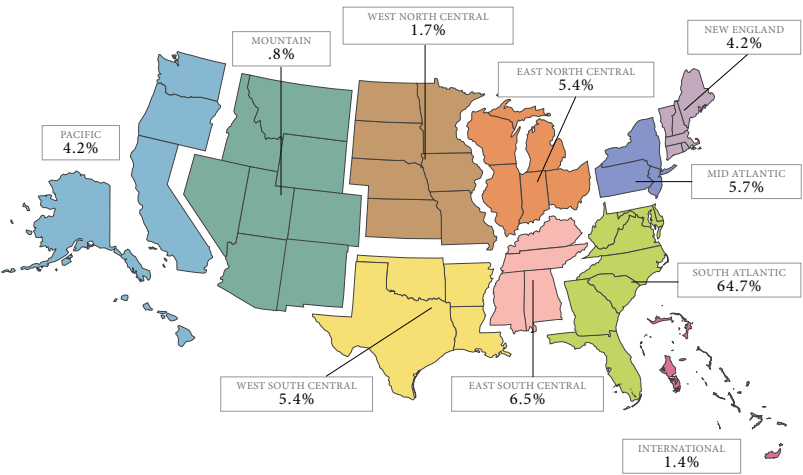 WEST NORTH CENTRAL
1.7%
MOUNTAIN
.8%
NEW ENGLAND
4.2%
EAST NORTH CENTRAL
5.4%
PACIFIC
4.2%
MID ATLANTIC
5.7%
SOUTH ATLANTIC
64.7%
WEST SOUTH CENTRAL
5.4%
EAST SOUTH CENTRAL
6.5%
INTERNATIONAL
1.4%